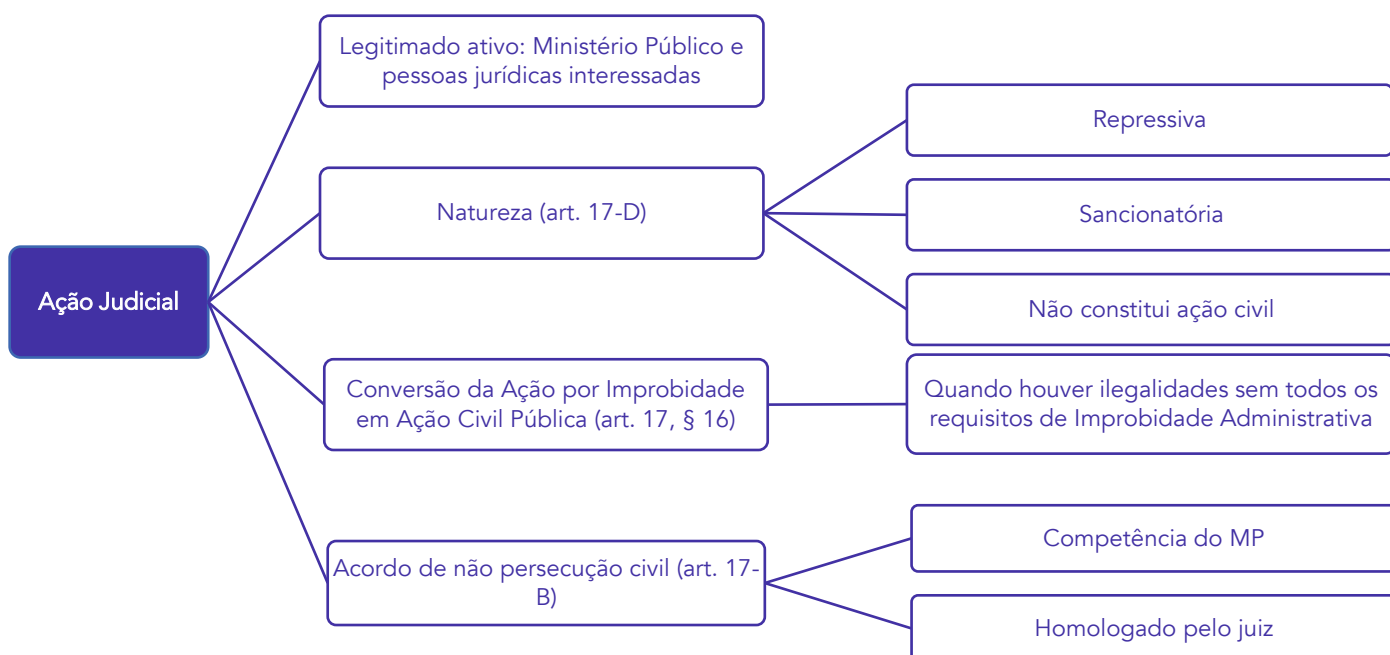 Legitimado ativo: Ministério Público e
pessoas jurídicas interessadas
Repressiva
Natureza (art. 17-D)
Sancionatória
Ação Judicial
Não constitui ação civil
Conversão da Ação por Improbidade
em Ação Civil Pública (art. 17, § 16)
Quando houver ilegalidades sem todos os
requisitos de Improbidade Administrativa
Acordo de não persecução civil (art. 17-
B)
Competência do MP
Homologado pelo juiz